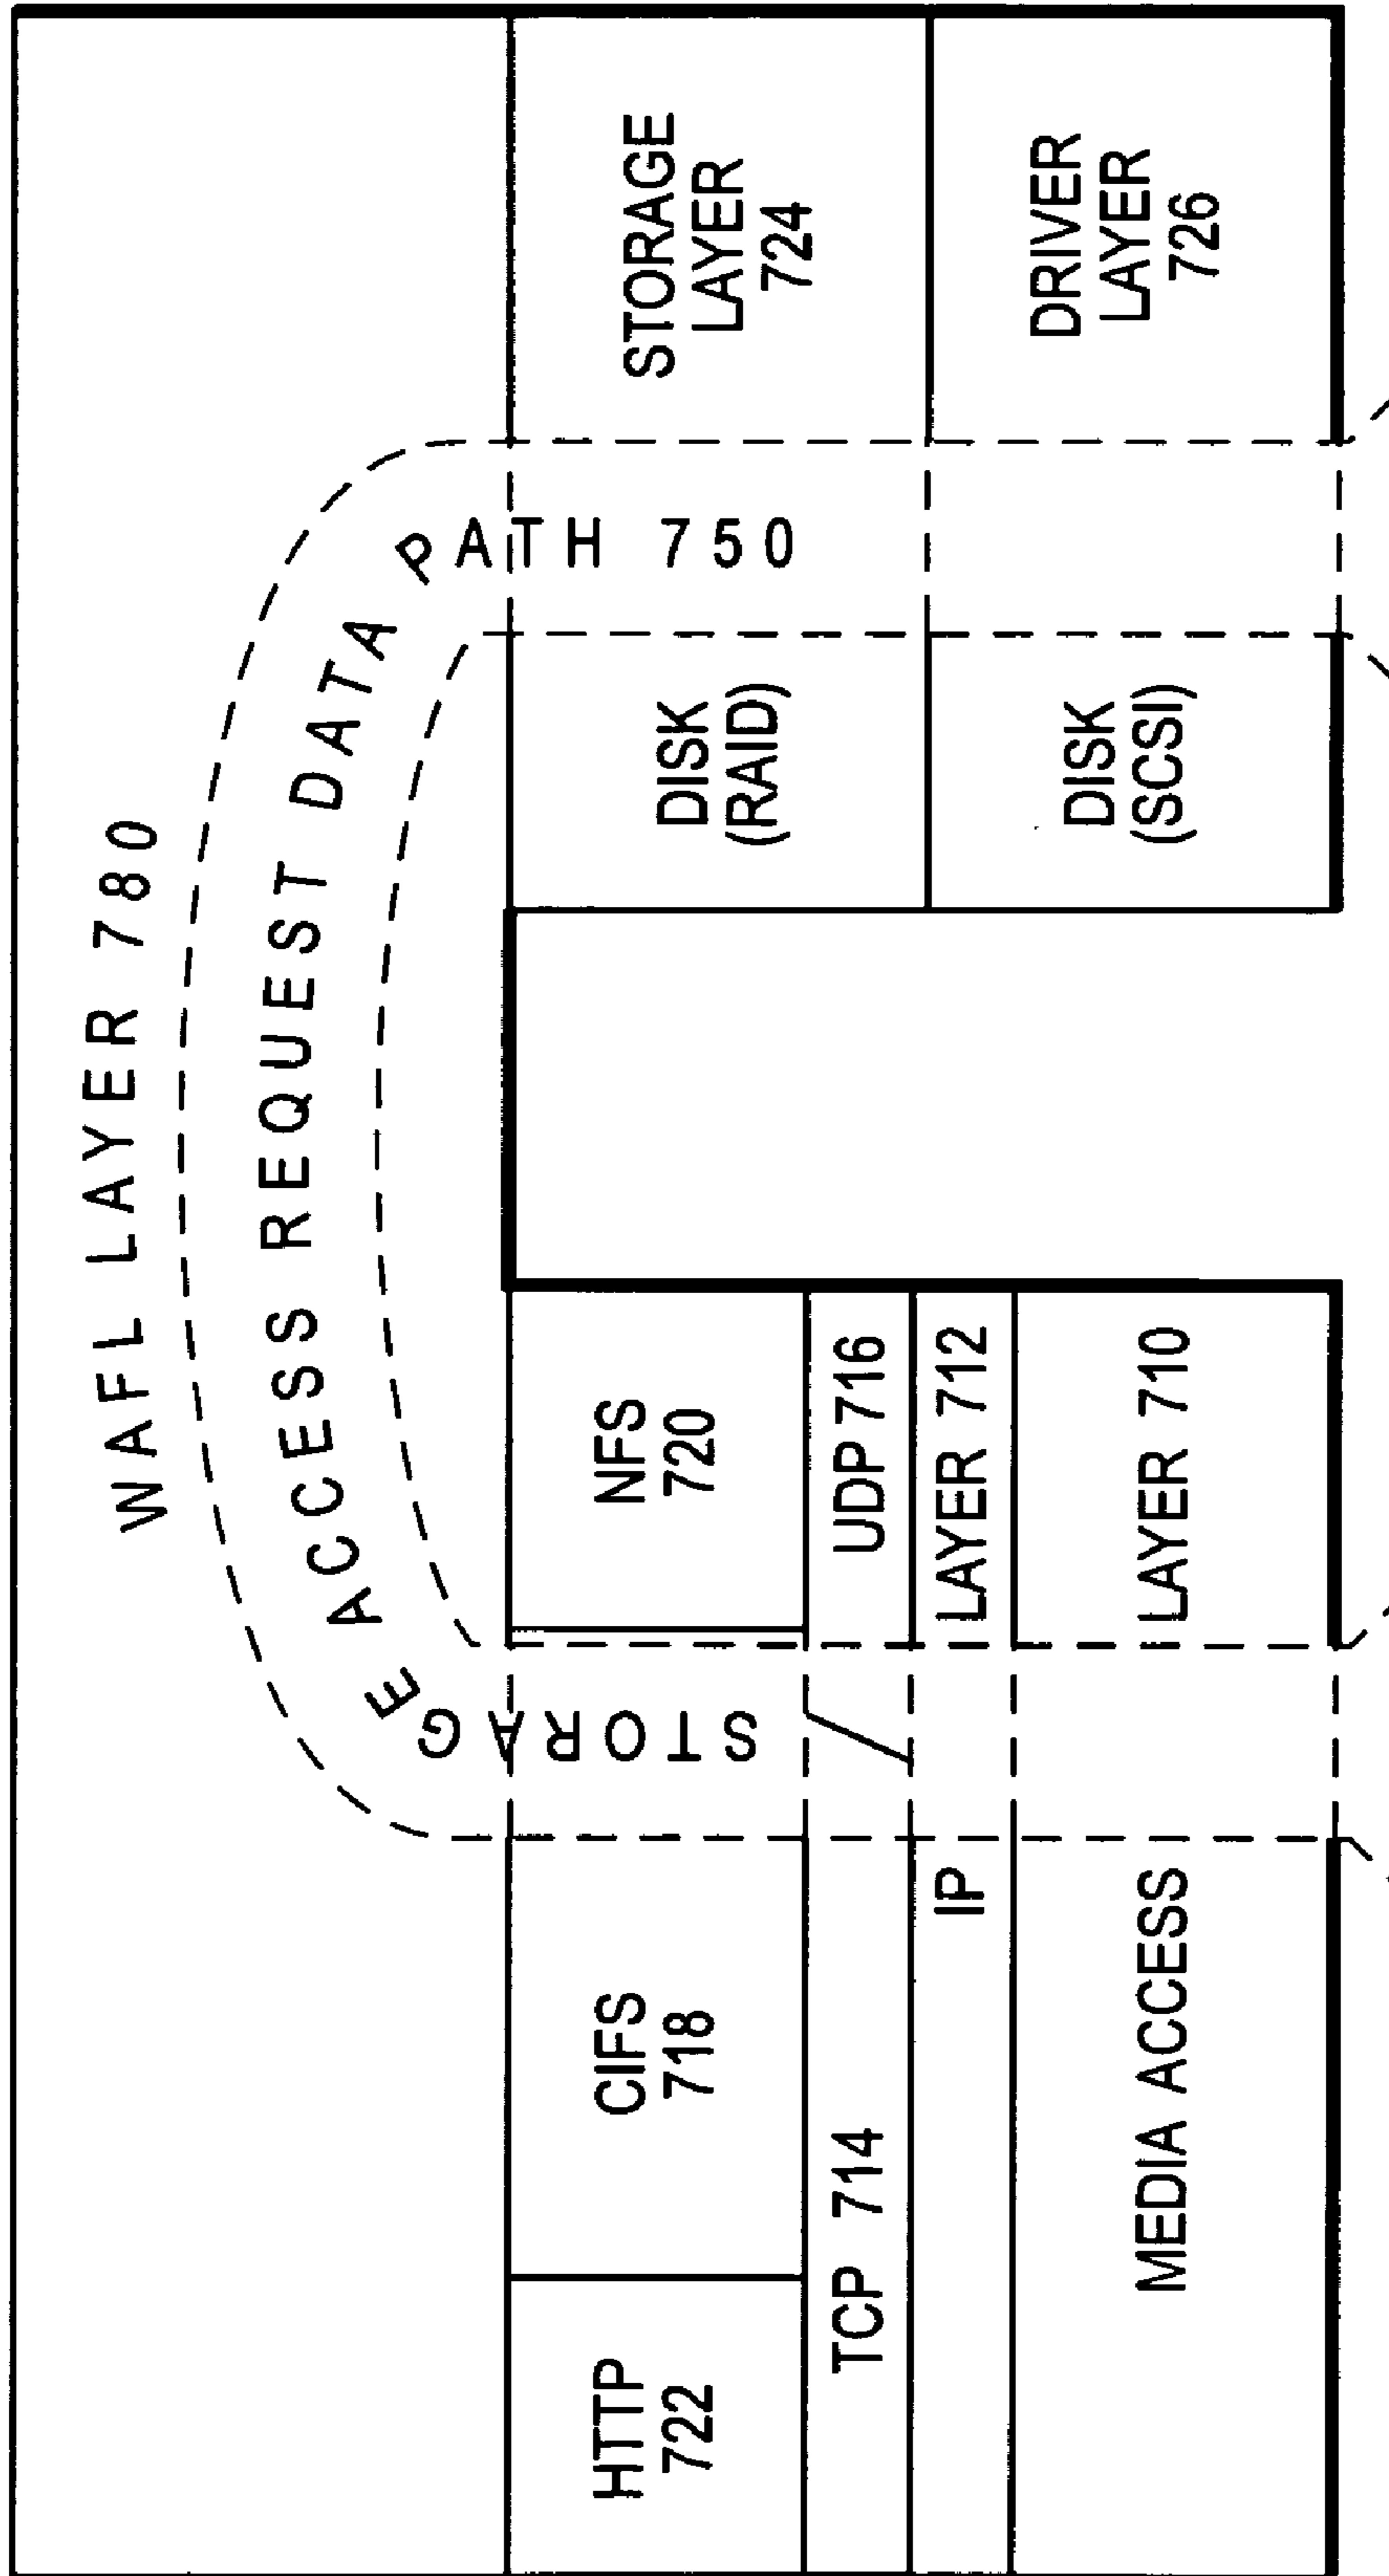 WAFL LAYER 780
STORAGE ACCESS REQUEST DATA PATH 750
HTTP
722
CIFS
718
NFS
720
DISK
(RAID)
STORAGE
LAYER
724
TCP 714
UDP 716
IP
LAYER 712
MEDIA ACCESS
LAYER 710
DISK
(SCSI)
DRIVER
LAYER
726